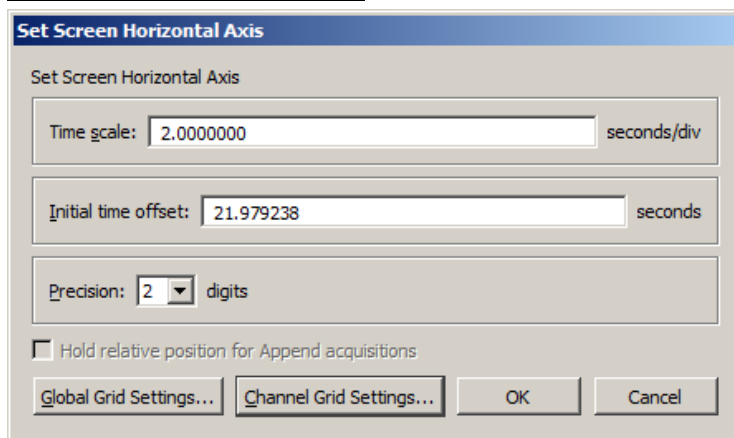 Set Screen Horizontal Axis
Set Screen Horizontal Axis
Time scale: 2.0000000 seconds/div
Initial time offset: 21.979238 seconds
Precision: 2 digits
Hold relative position for Append acquisitions
Global Grid Settings... Channel Grid Settings... OK Cancel